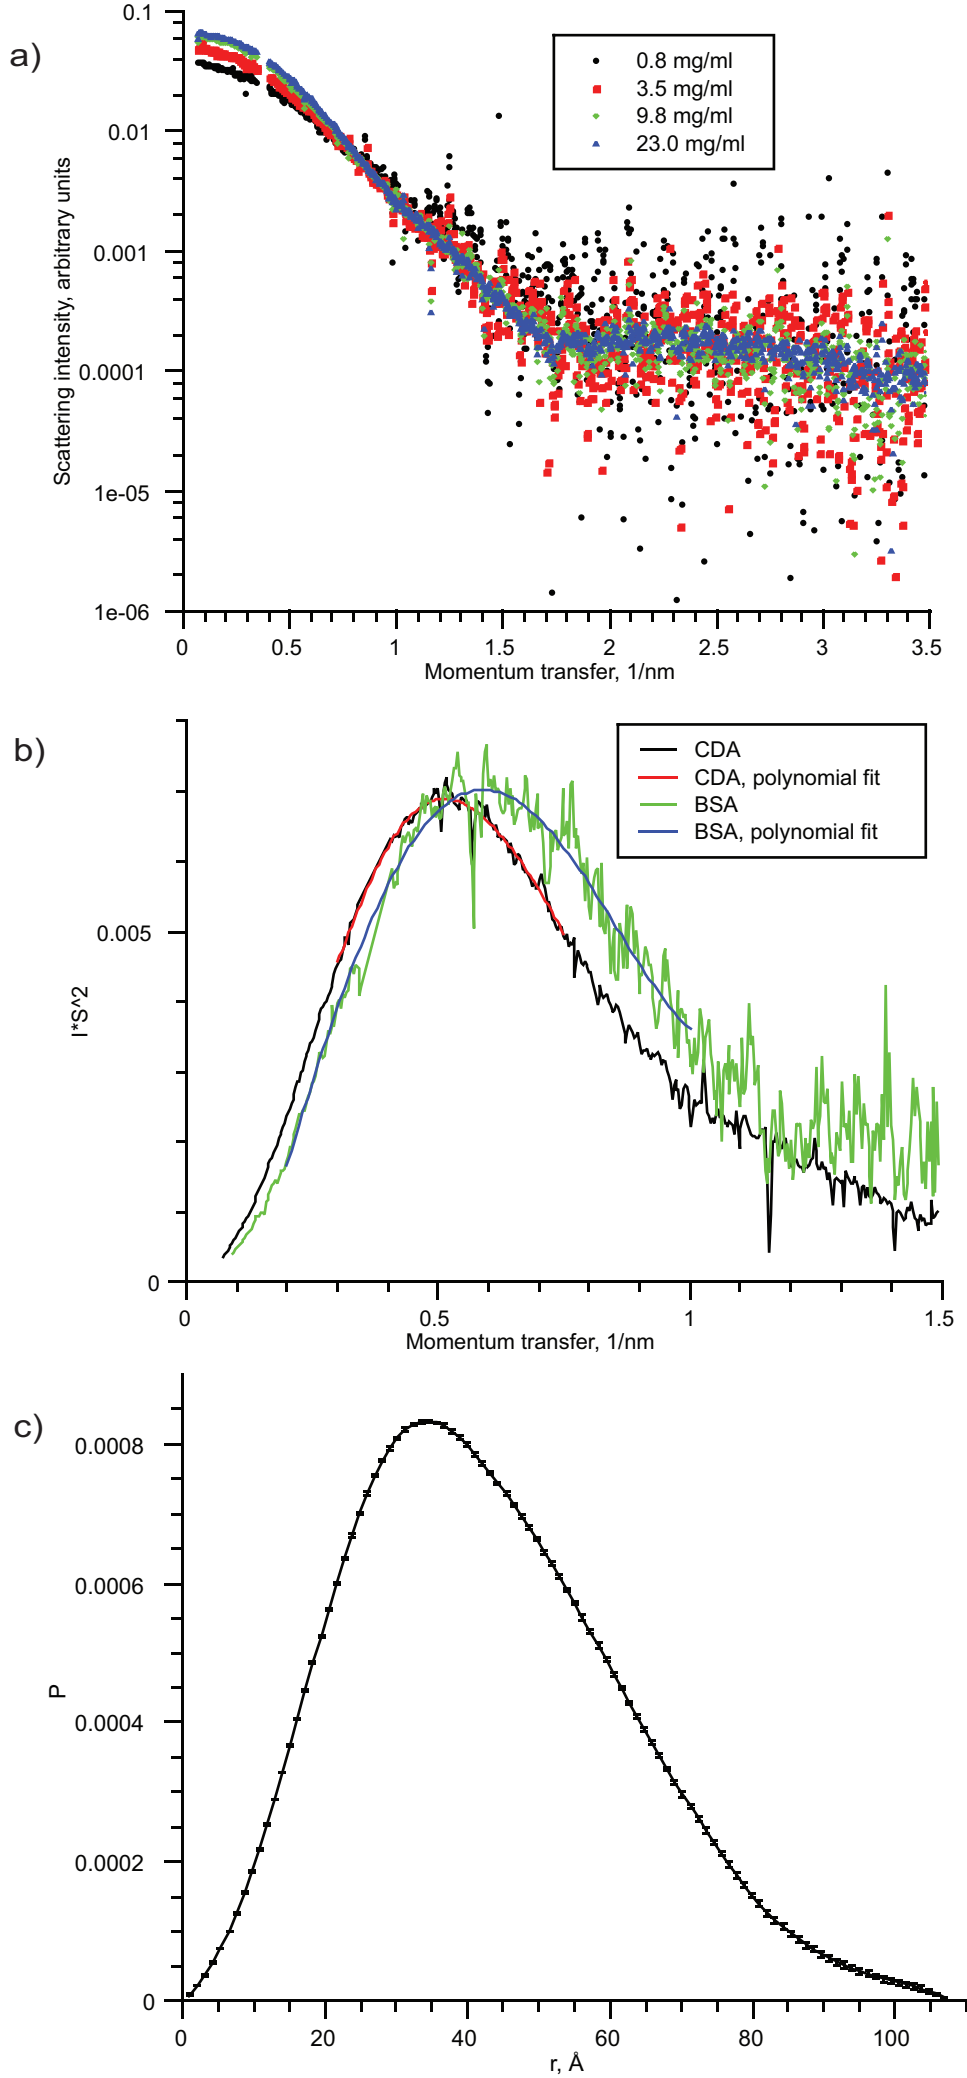 a)
0.1
0.01
0.001
0.0001
1e-05
1e-06
Scattering intensity, arbitrary units
0.8 mg/ml
3.5 mg/ml
9.8 mg/ml
23.0 mg/ml
0 0.5 1 1.5 2 2.5 3 3.5
Momentum transfer, 1/nm
b)
CDA
CDA, polynomial fit
BSA
BSA, polynomial fit
0.005
0
I*S^2
0 0.5 1 1.5
Momentum transfer, 1/nm
c)
0.0008
0.0006
0.0004
0.0002
0
P
0 20 40 60 80 100
r, Å